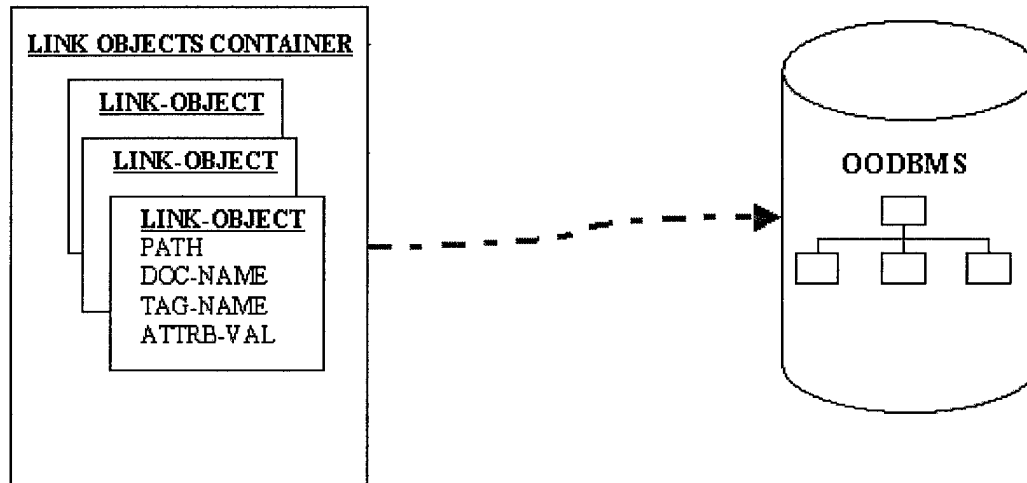 LINK OBJECTS CONTAINER
LINK-OBJECT
LINK-OBJECT
LINK-OBJECT
PATH
DOC-NAME
TAG-NAME
ATTRB-VAL
OODBMS